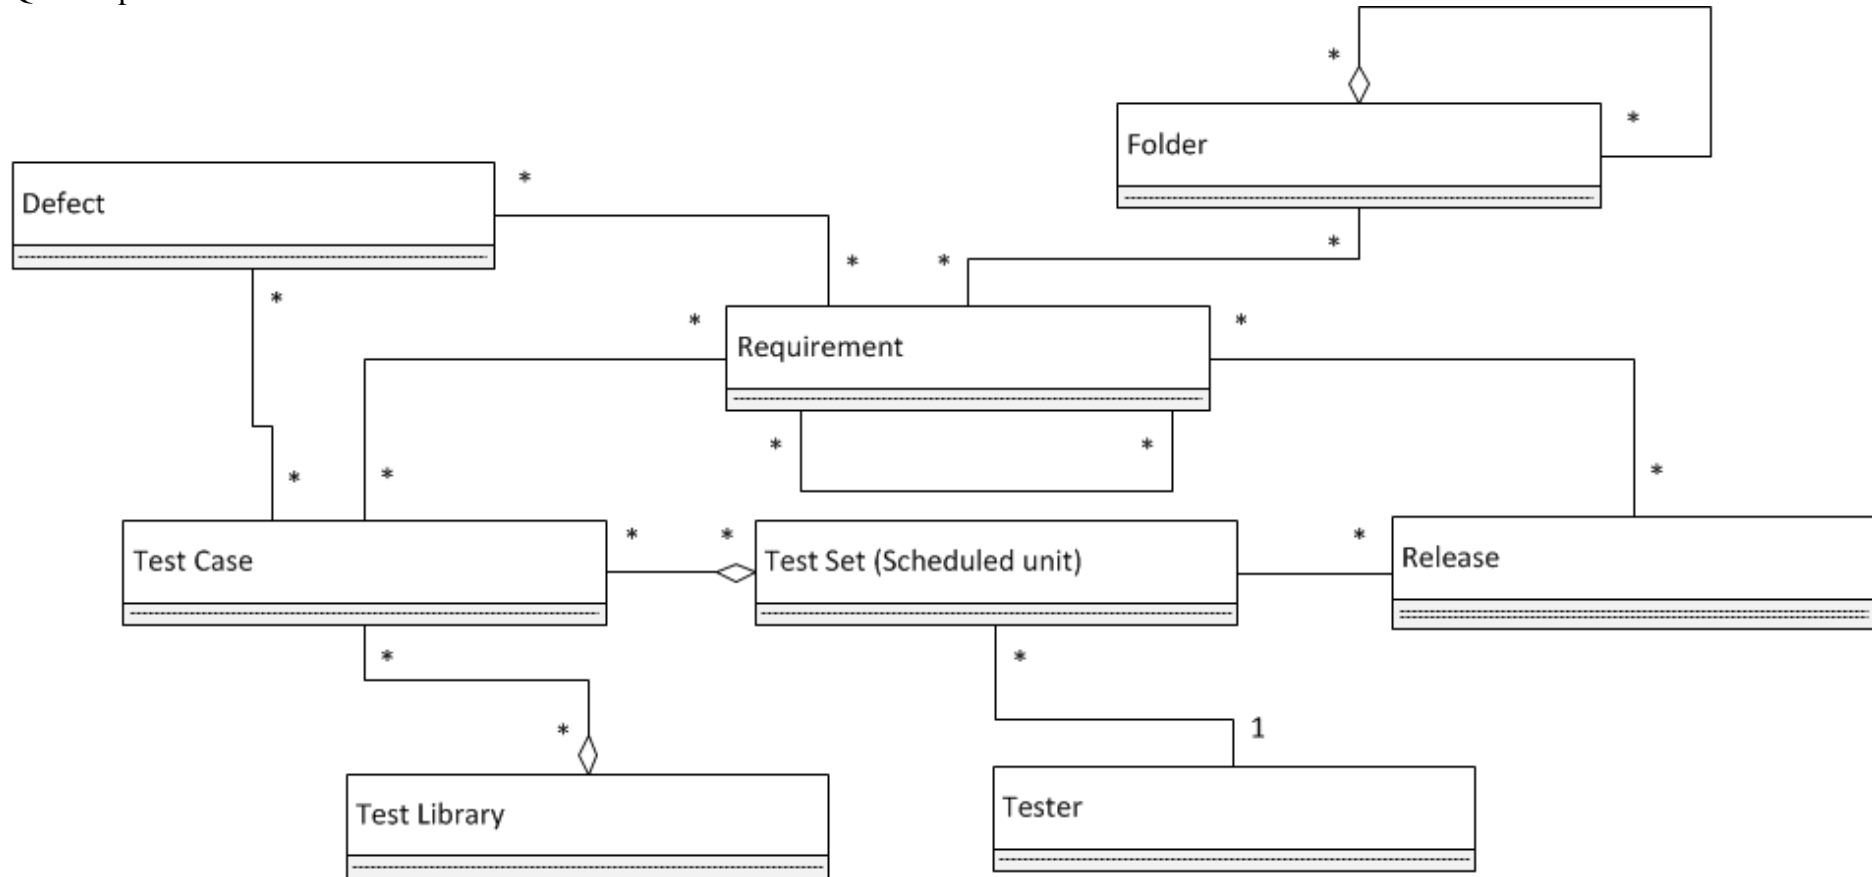 *
*
Folder
Defect
*
*
*
*
*
Requirement
*
*
*
*
*
*
*
*
Test Case
*
*
Test Set (Scheduled unit)
*
Release
*
*
1
*
Test Library
Tester